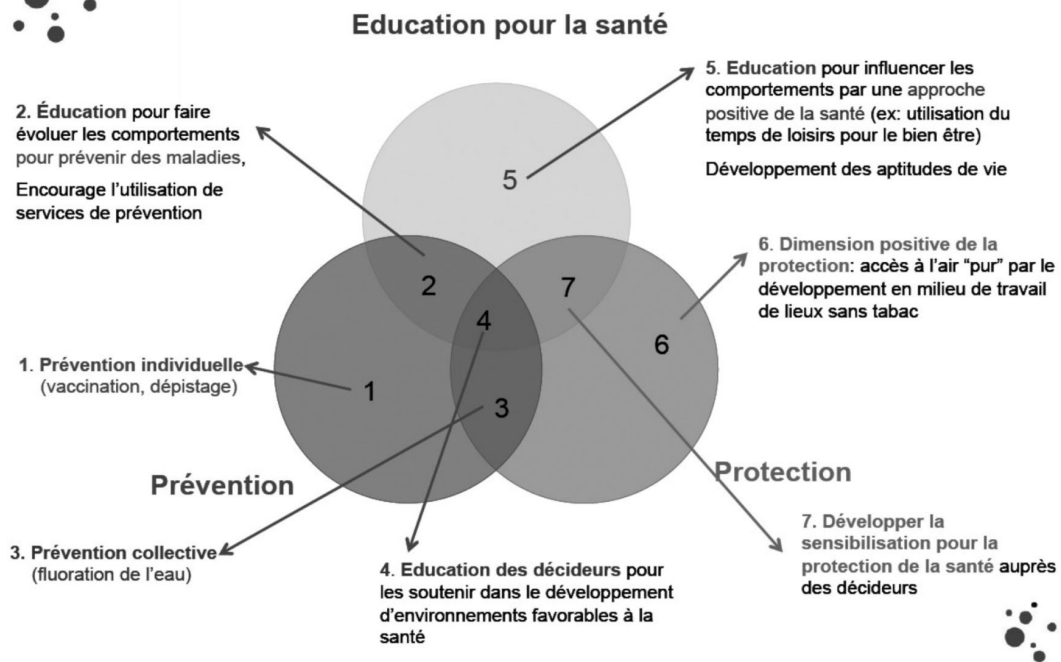 Education pour la santé
2. Éducation pour faire
évoluer les comportements
pour prévenir des maladies,
Encourage l'utilisation de
services de prévention
5. Education pour influencer les
comportements par une approche
positive de la santé (ex: utilisation du
temps de loisirs pour le bien être)
Développement des aptitudes de vie
5
6. Dimension positive de la
protection: accès à l'air "pur" par le
développement en milieu de travail
de lieux sans tabac
2
7
4
6
1. Prévention individuelle
(vaccination, dépistage)
1
3
Prévention
Protection
3. Prévention collective
(fluoration de l'eau)
4. Education des décideurs pour
les soutenir dans le développement
d'environnements favorables à la
santé
7. Développer la
sensibilisation pour la
protection de la santé auprès
des décideurs